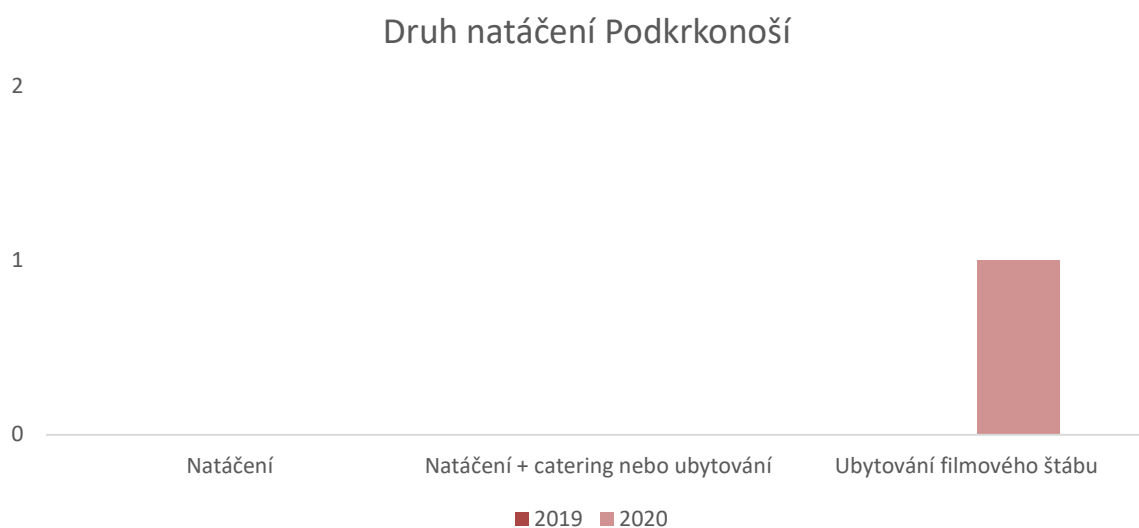 Druh natáčení Podkrkonoší
2
1
0
Natáčení
Natáčení + catering nebo ubytování
Ubytování filmového štábu
2019 2020